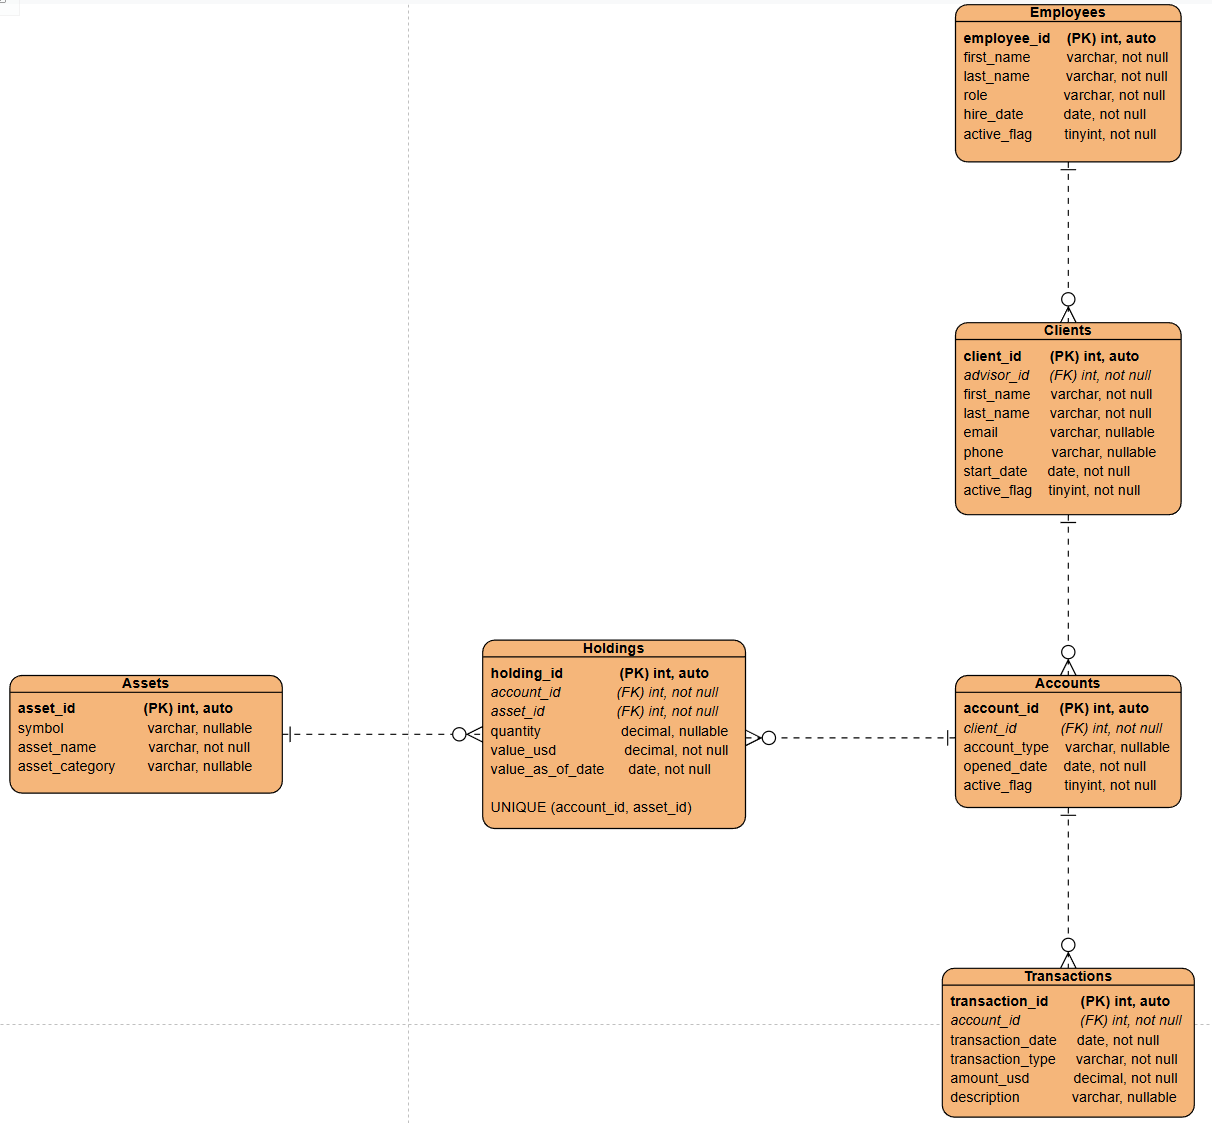 Employees
employee_id (PK) int, auto
first_name varchar, not null
last_name varchar, not null
role varchar, not null
hire_date date, not null
active_flag tinyint, not null
Clients
client_id (PK) int, auto
advisor_id (FK) int, not null
first_name varchar, not null
last_name varchar, not null
email varchar, nullable
phone varchar, nullable
start_date date, not null
active_flag tinyint, not null
Assets
asset_id (PK) int, auto
symbol varchar, nullable
asset_name varchar, not null
asset_category varchar, nullable
Holdings
holding_id (PK) int, auto
account_id (FK) int, not null
asset_id (FK) int, not null
quantity decimal, nullable
value_usd decimal, not null
value_as_of_date date, not null
UNIQUE (account_id, asset_id)
Accounts
account_id (PK) int, auto
client_id (FK) int, not null
account_type varchar, nullable
opened_date date, not null
active_flag tinyint, not null
Transactions
transaction_id (PK) int, auto
account_id (FK) int, not null
transaction_date date, not null
transaction_type varchar, not null
amount_usd decimal, not null
description varchar, nullable